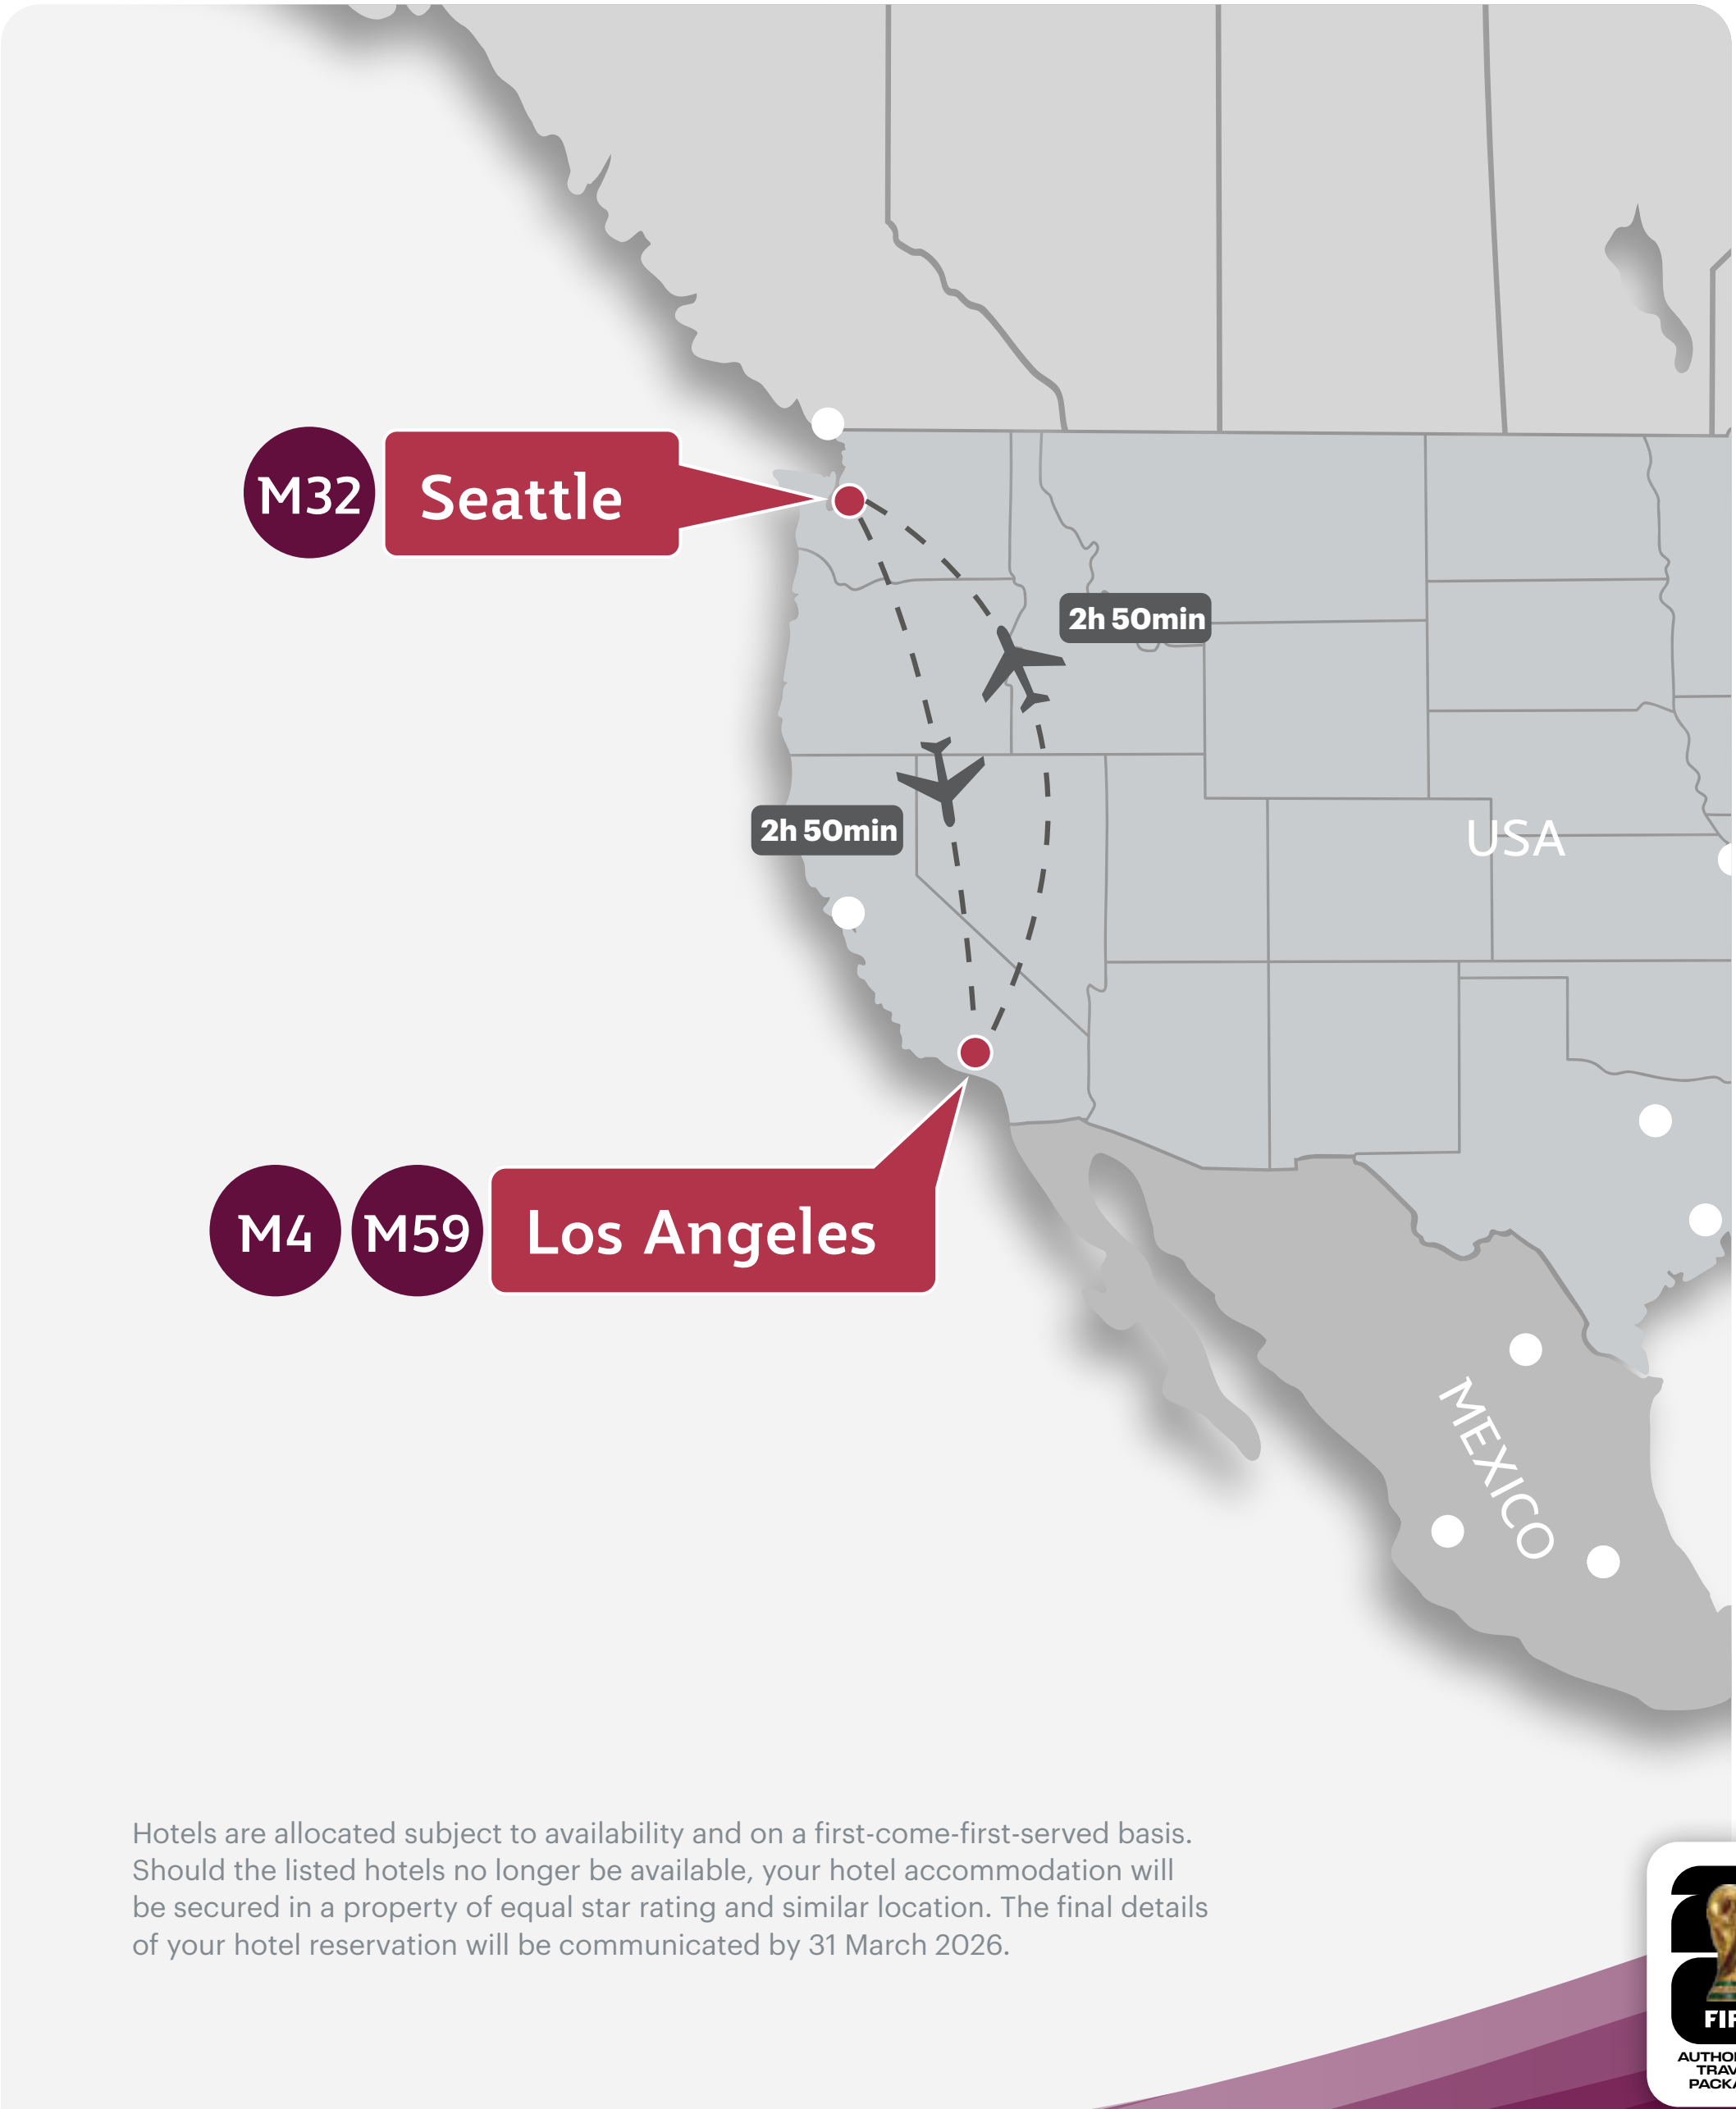 M32
Seattle
2h 50min
2h 50min
USA
M4
M59
Los Angeles
MEXICO
Hotels are allocated subject to availability and on a first-come-first-served basis.
Should the listed hotels no longer be available, your hotel accommodation will
be secured in a property of equal star rating and similar location. The final details
of your hotel reservation will be communicated by 31 March 2026.